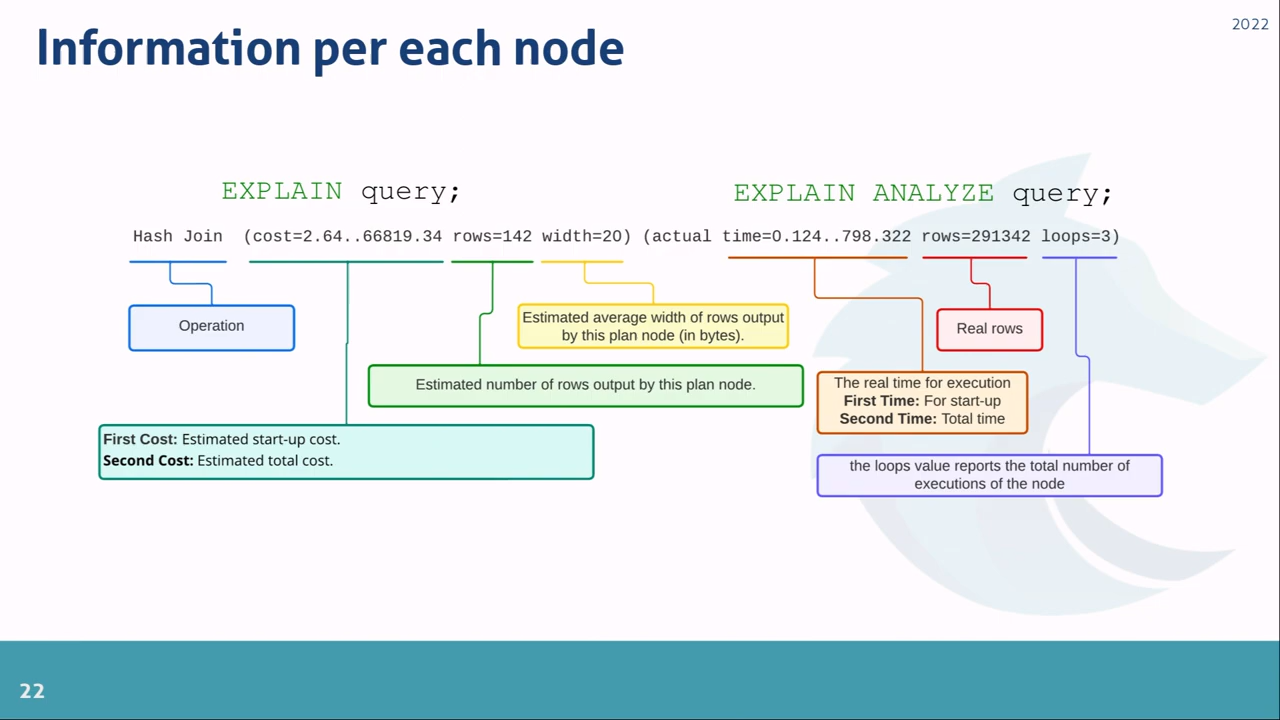 2022
Information per each node
EXPLAIN query;
EXPLAIN ANALYZE query;
Hash Join (cost=2.64..66819.34 rows=142 width=20) (actual time=0.124..798.322 rows=291342 loops=3)
Operation
Estimated average width of rows output
by this plan node (in bytes).
Real rows
Estimated number of rows output by this plan node.
The real time for execution
First Time: For start-up
Second Time: Total time
First Cost: Estimated start-up cost.
Second Cost: Estimated total cost.
the loops value reports the total number of
executions of the node
22